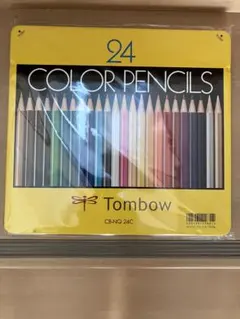 24
COLOR PENCILS
Tombow
CB-NQ 24C